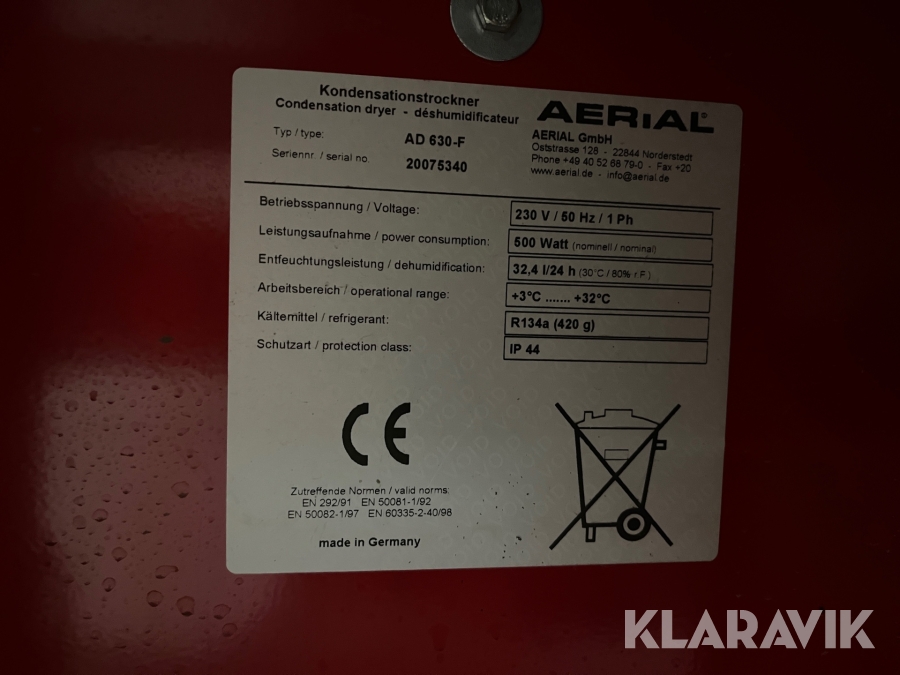 Kondensationstrockner
Condensation dryer - déshumidificateur
AERIAL
Typ / type: AD 630-F
Seriennr. / serial no. 20075340
AERIAL GmbH
Oststrasse 128 - 22844 Norderstedt
Phone +49 40 52 68 79-0 - Fax +20
www.aerial.de - info@aerial.de
Betriebsspannung / Voltage: 230 V / 50 Hz / 1 Ph
Leistungsaufnahme / power consumption: 500 Watt (nominell / nominal)
Entfeuchtungsleistung / dehumidification: 32,4 l/24 h (30°C / 80% r.F.)
Arbeitsbereich / operational range: +3°C ....... +32°C
Kältemittel / refrigerant: R134a (420 g)
Schutzart / protection class: IP 44
CE
Zutreffende Normen / valid norms:
EN 292/91 EN 50081-1/92
EN 50082-1/97 EN 60335-2-40/98
made in Germany
KLARAVIK